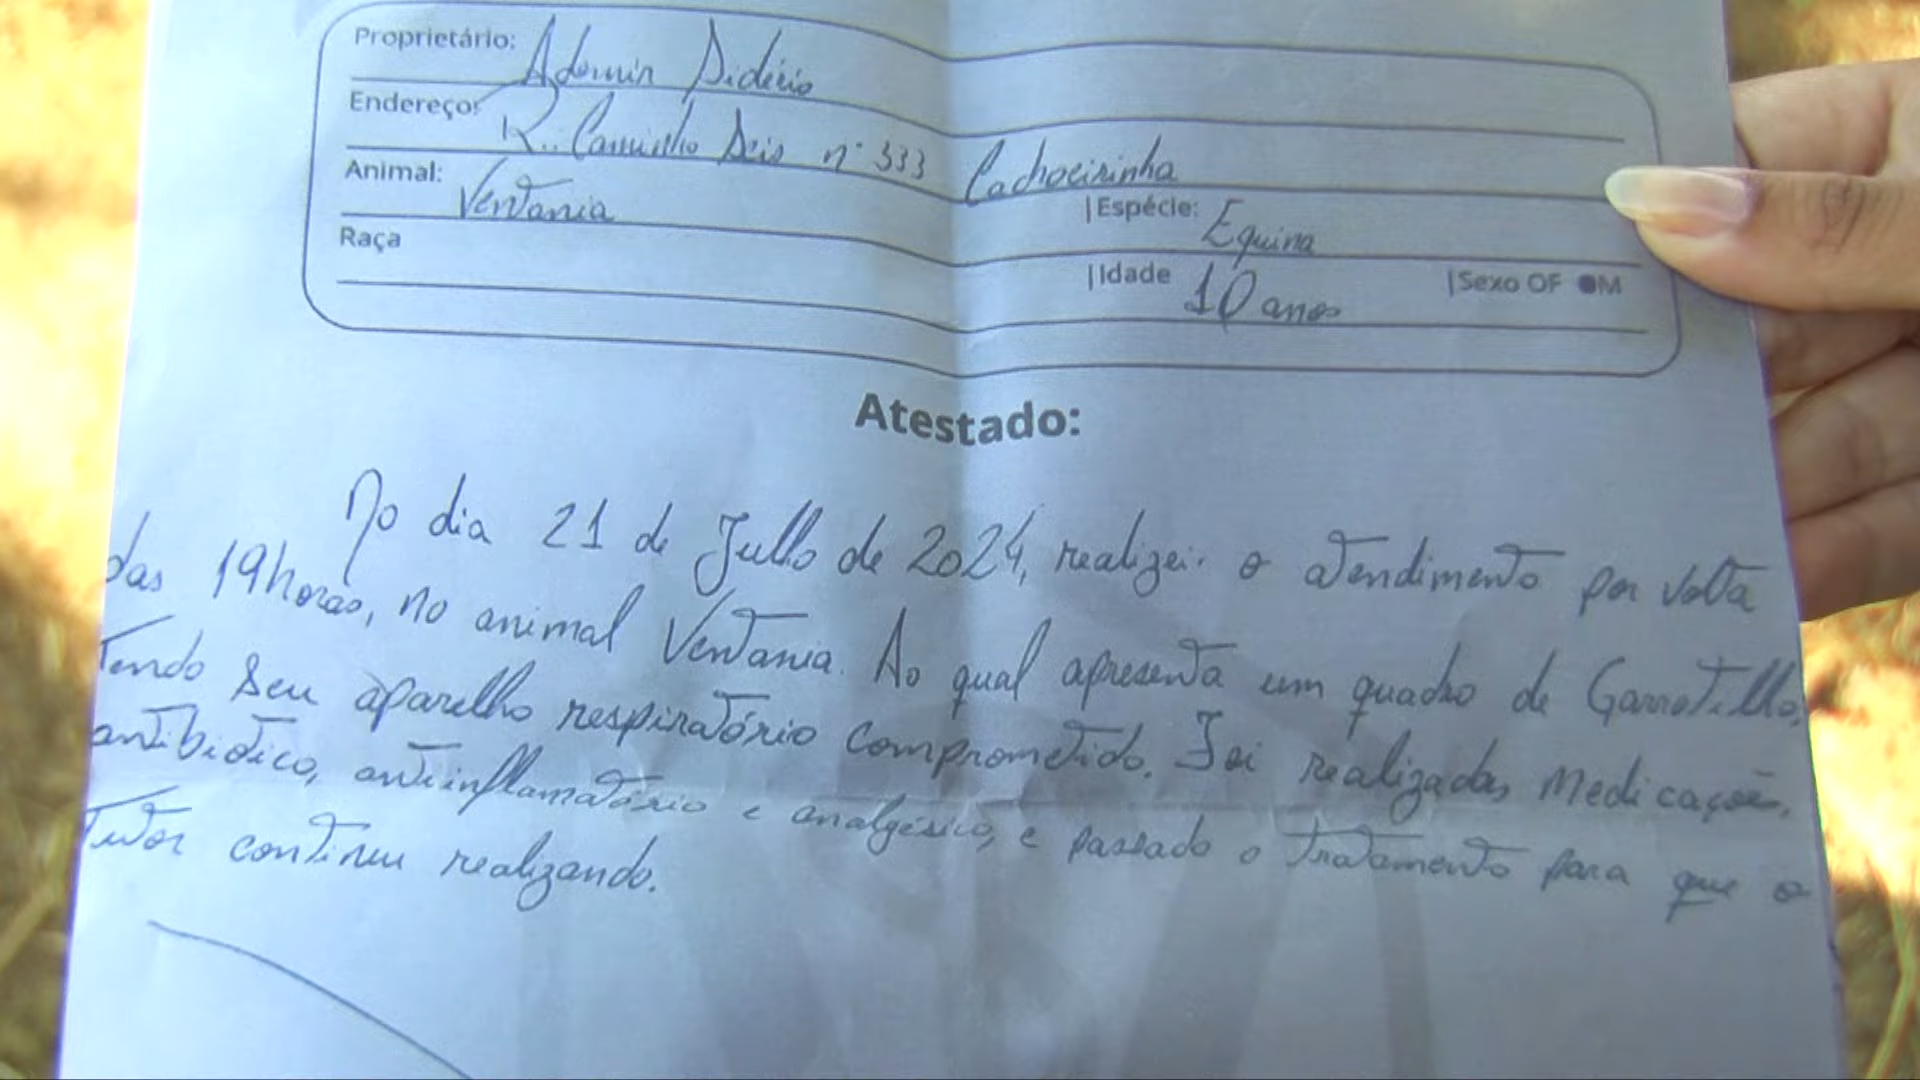 Proprietário: Ademir Didério
Endereço: R. Caminho Seis nº 333 Cachoeirinha
Animal: Ventania |Espécie: Equina
Raça |Idade 10 anos |Sexo OF ●M
Atestado:
No dia 21 de Julho de 2024, realizei o atendimento por volta
das 19horas, no animal Ventania. Ao qual apresenta um quadro de Garrotilho,
Tendo seu aparelho respiratório comprometido. Foi realizadas medicações,
antibiótico, antiinflamatório e analgésico, e passado o tratamento para que o
Tutor continue realizando.